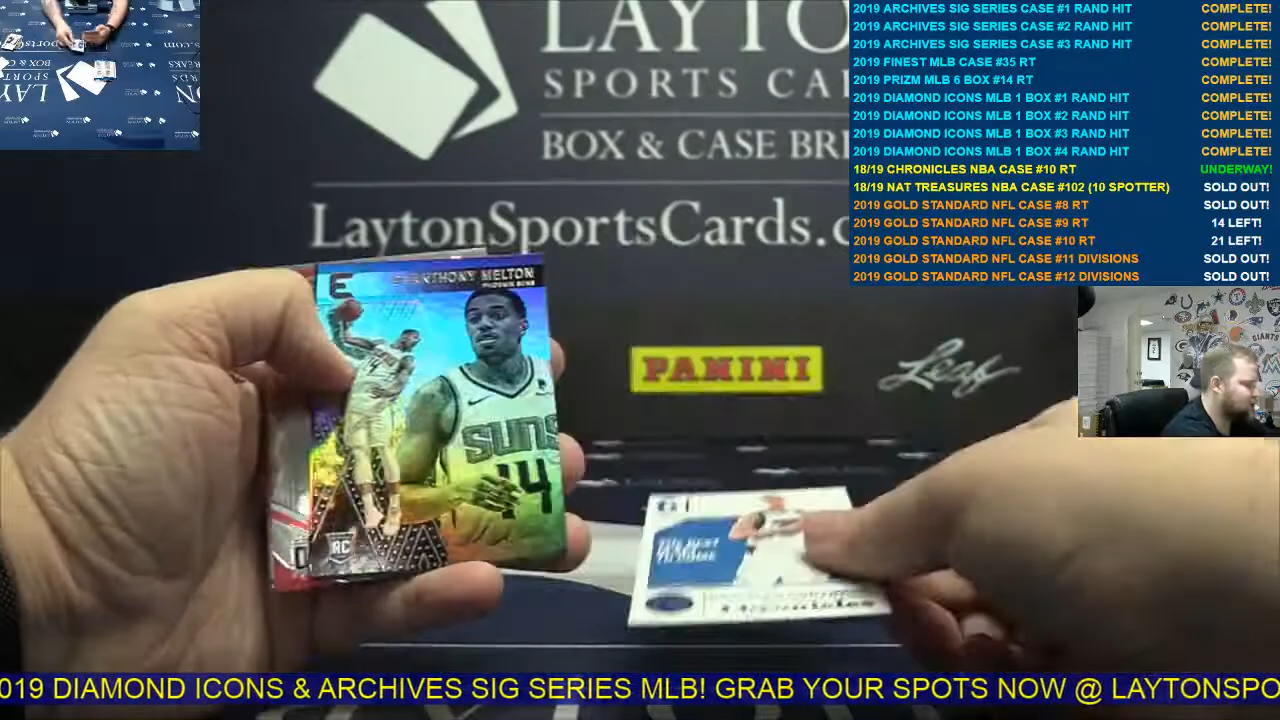 LAYTO
SPORTS CA
BOX & CASE BRE
LaytonSportsCards.c
2019 ARCHIVES SIG SERIES CASE #1 RAND HIT COMPLETE!
2019 ARCHIVES SIG SERIES CASE #2 RAND HIT COMPLETE!
2019 ARCHIVES SIG SERIES CASE #3 RAND HIT COMPLETE!
2019 FINEST MLB CASE #35 RT COMPLETE!
2019 PRIZM MLB 6 BOX #14 RT COMPLETE!
2019 DIAMOND ICONS MLB 1 BOX #1 RAND HIT COMPLETE!
2019 DIAMOND ICONS MLB 1 BOX #2 RAND HIT COMPLETE!
2019 DIAMOND ICONS MLB 1 BOX #3 RAND HIT COMPLETE!
2019 DIAMOND ICONS MLB 1 BOX #4 RAND HIT COMPLETE!
18/19 CHRONICLES NBA CASE #10 RT UNDERWAY!
18/19 NAT TREASURES NBA CASE #102 (10 SPOTTER) SOLD OUT!
2019 GOLD STANDARD NFL CASE #8 RT SOLD OUT!
2019 GOLD STANDARD NFL CASE #9 RT 14 LEFT!
2019 GOLD STANDARD NFL CASE #10 RT 21 LEFT!
2019 GOLD STANDARD NFL CASE #11 DIVISIONS SOLD OUT!
2019 GOLD STANDARD NFL CASE #12 DIVISIONS SOLD OUT!
E
ANTHONY MELTON
PHOENIX SUNS
SUNS
14
RC
PANINI
Leaf
GIANTS
019 DIAMOND ICONS & ARCHIVES SIG SERIES MLB! GRAB YOUR SPOTS NOW @ LAYTONSPO